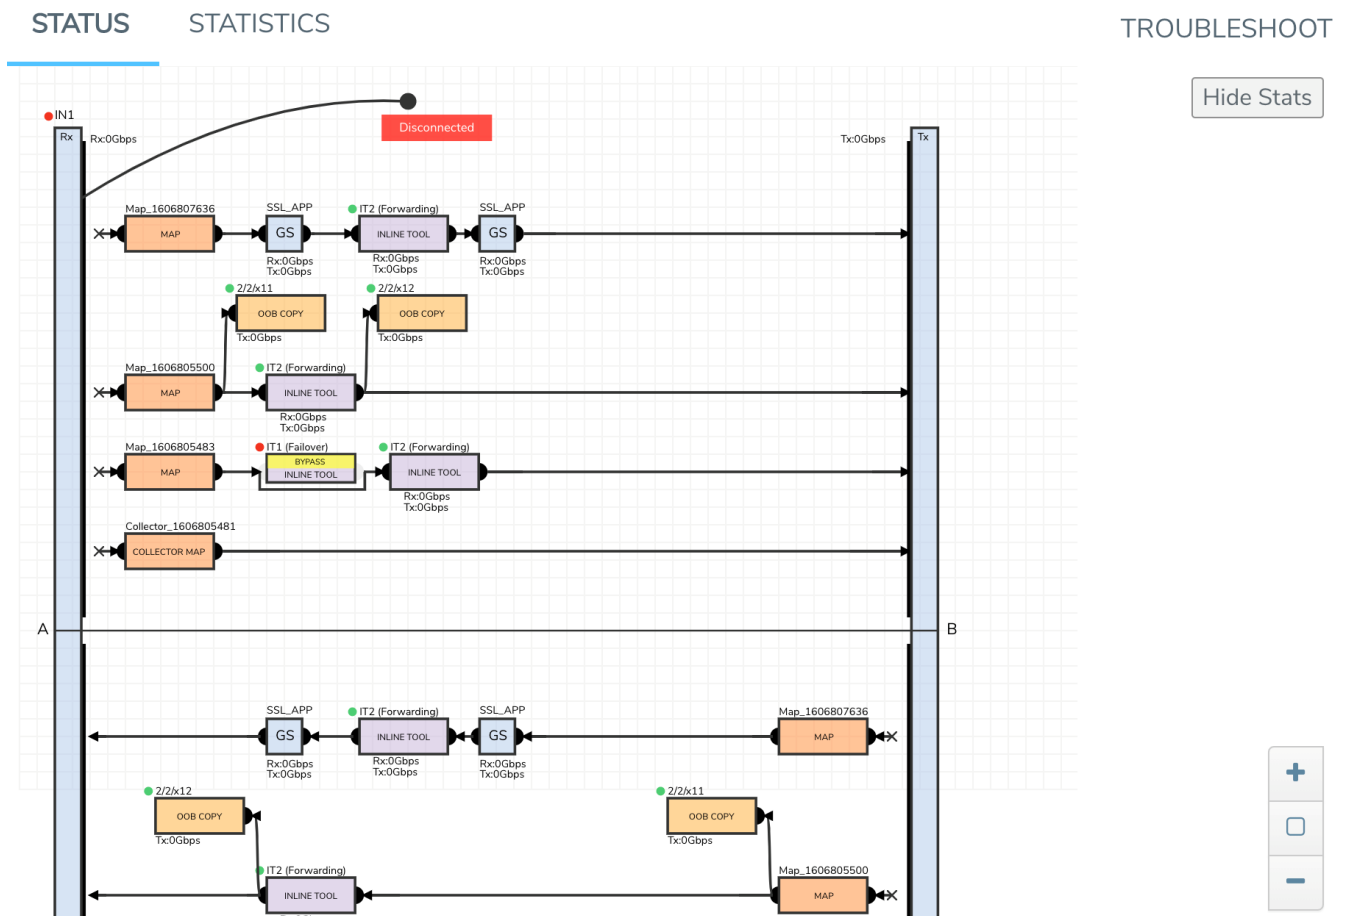 STATUS
STATISTICS
TROUBLESHOOT
Hide Stats
IN1
Rx
Rx:0Gbps
Disconnected
Tx:0Gbps
Tx
Map_1606807636
SSL_APP
IT2 (Forwarding)
SSL_APP
MAP
GS
INLINE TOOL
GS
Rx:0Gbps
Tx:0Gbps
Rx:0Gbps
Tx:0Gbps
Rx:0Gbps
Tx:0Gbps
2/2/x11
2/2/x12
OOB COPY
OOB COPY
Tx:0Gbps
Tx:0Gbps
Map_1606805500
IT2 (Forwarding)
MAP
INLINE TOOL
Rx:0Gbps
Tx:0Gbps
Map_1606805483
IT1 (Failover)
IT2 (Forwarding)
MAP
BYPASS
INLINE TOOL
INLINE TOOL
Rx:0Gbps
Tx:0Gbps
Collector_1606805481
COLLECTOR MAP
A
B
SSL_APP
IT2 (Forwarding)
SSL_APP
Map_1606807636
GS
INLINE TOOL
GS
MAP
Rx:0Gbps
Tx:0Gbps
Rx:0Gbps
Tx:0Gbps
Rx:0Gbps
Tx:0Gbps
2/2/x12
2/2/x11
OOB COPY
OOB COPY
Tx:0Gbps
Tx:0Gbps
IT2 (Forwarding)
Map_1606805500
INLINE TOOL
MAP